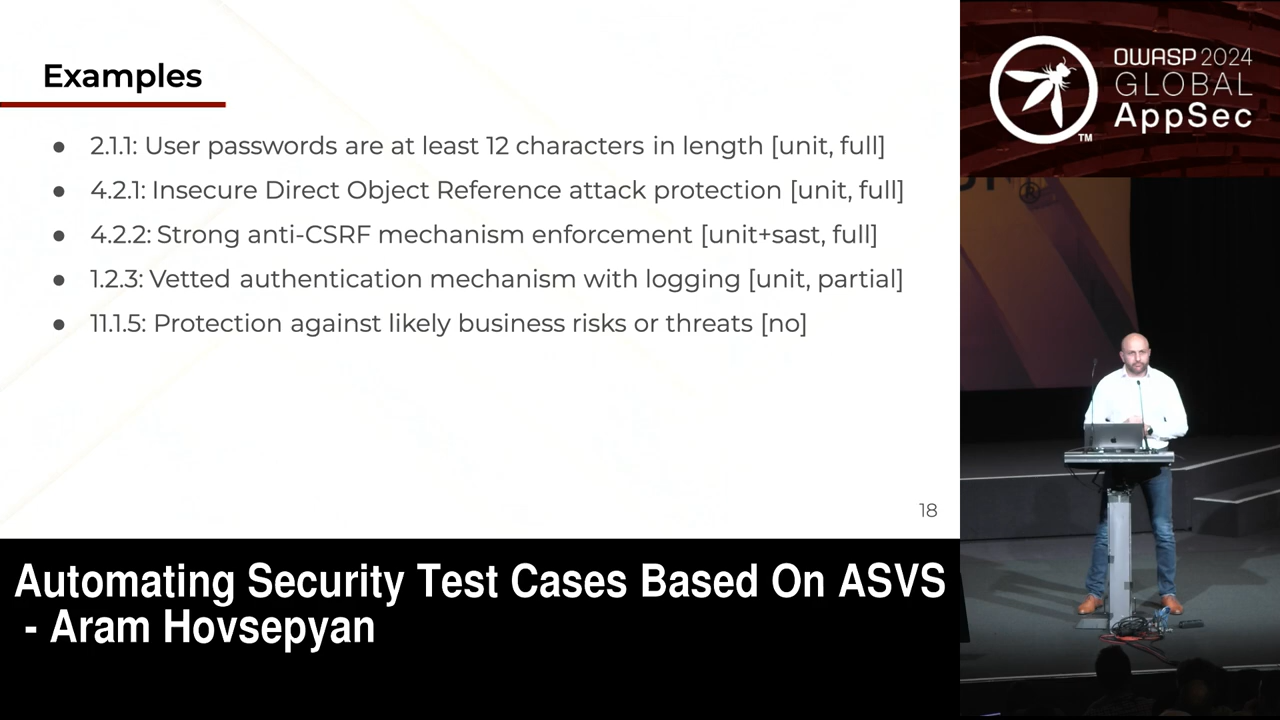 Examples
● 2.1.1: User passwords are at least 12 characters in length [unit, full]
● 4.2.1: Insecure Direct Object Reference attack protection [unit, full]
● 4.2.2: Strong anti-CSRF mechanism enforcement [unit+sast, full]
● 1.2.3: Vetted authentication mechanism with logging [unit, partial]
● 11.1.5: Protection against likely business risks or threats [no]
18
Automating Security Test Cases Based On ASVS
- Aram Hovsepyan
OWASP 2024
GLOBAL
AppSec
TM
®